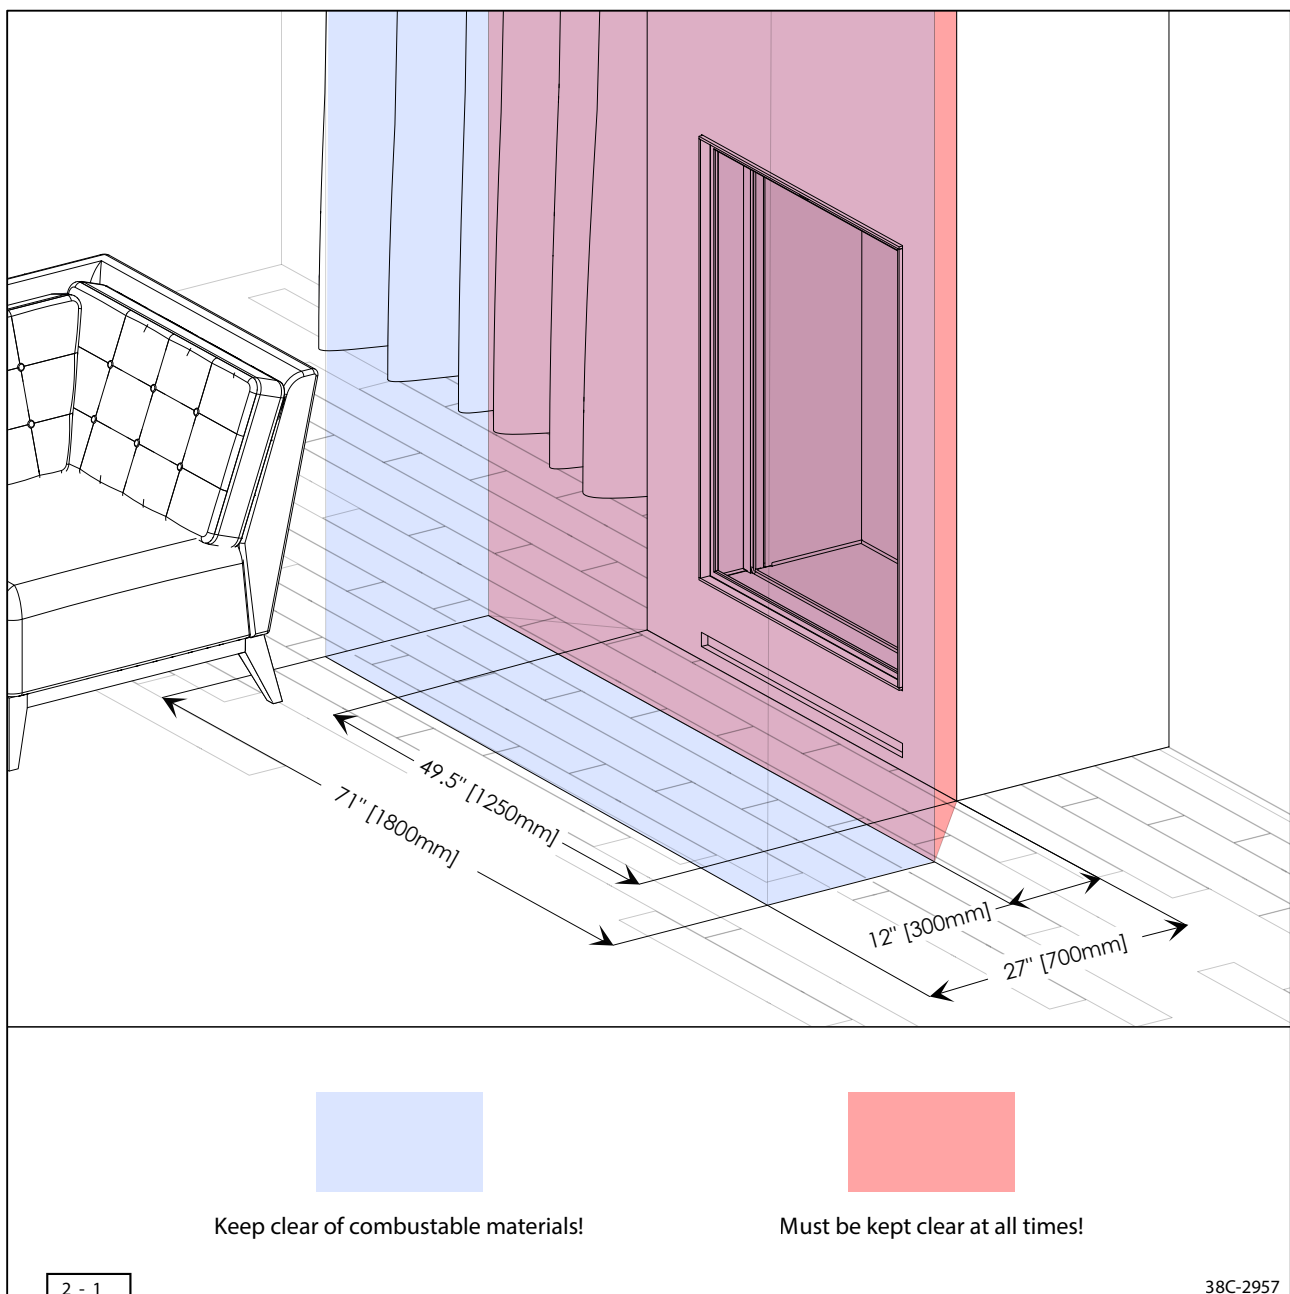 49.5" [1250mm]
71" [1800mm]
12" [300mm]
27" [700mm]
Keep clear of combustable materials!
Must be kept clear at all times!
2 - 1
38C-2957